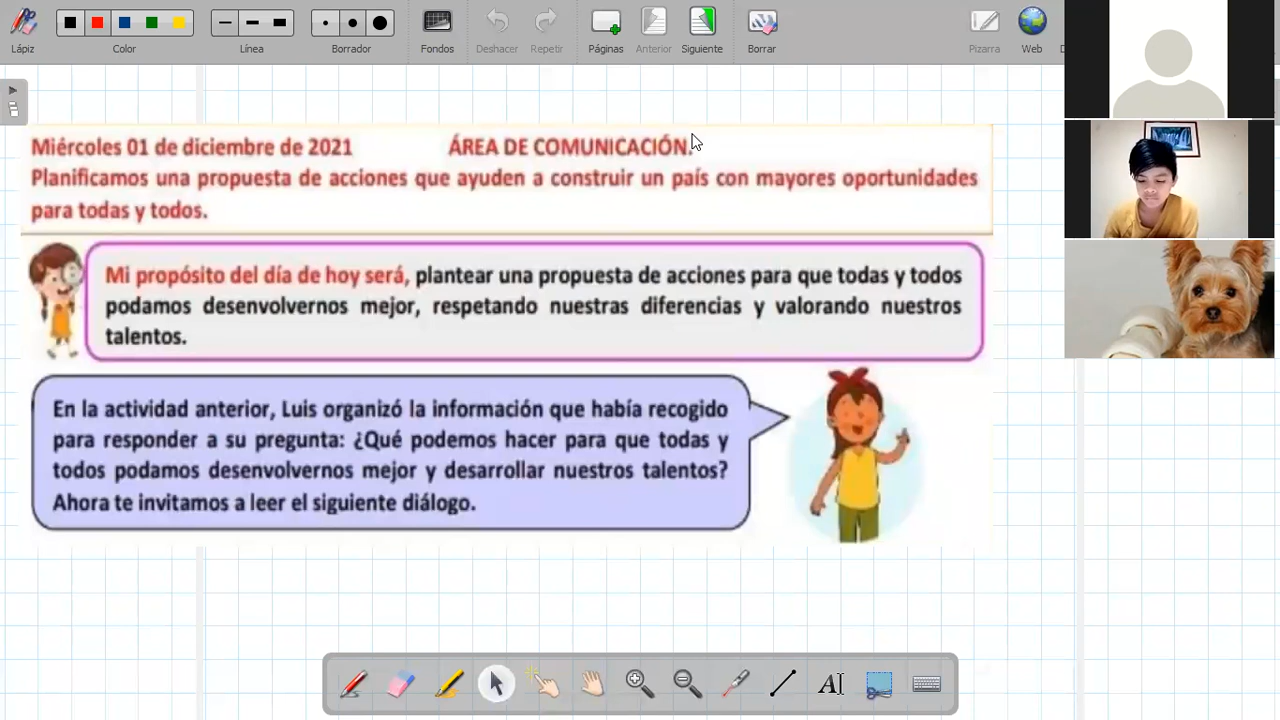 Lápiz Color Línea Borrador Fondos Deshacer Repetir Páginas Anterior Siguiente Borrar Pizarra Web
Miércoles 01 de diciembre de 2021 ÁREA DE COMUNICACIÓN.
Planificamos una propuesta de acciones que ayuden a construir un país con mayores oportunidades
para todas y todos.
Mi propósito del día de hoy será, plantear una propuesta de acciones para que todas y todos
podamos desenvolvernos mejor, respetando nuestras diferencias y valorando nuestros
talentos.
En la actividad anterior, Luis organizó la información que había recogido
para responder a su pregunta: ¿Qué podemos hacer para que todas y
todos podamos desenvolvernos mejor y desarrollar nuestros talentos?
Ahora te invitamos a leer el siguiente diálogo.
AI